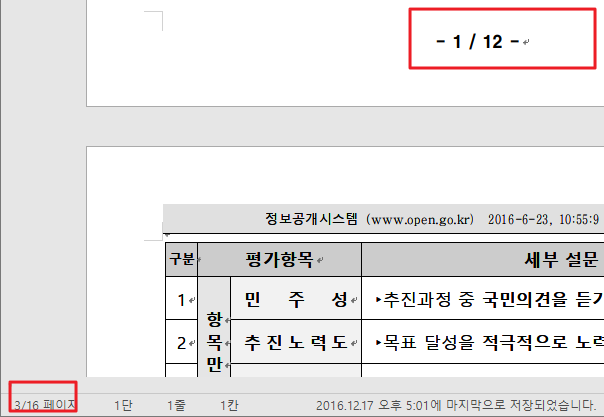 - 1 / 12 -
정보공개시스템 (www.open.go.kr) 2016-6-23, 10:55:9
구분 평가항목 세부 설문
1 민 주 성 ▸추진과정 중 국민의견을 듣기
항
2 목 추 진 노 력 도 ▸목표 달성을 적극적으로 노력
만
3/16 페이지 1단 1줄 1칸 2016.12.17 오후 5:01에 마지막으로 저장되었습니다.